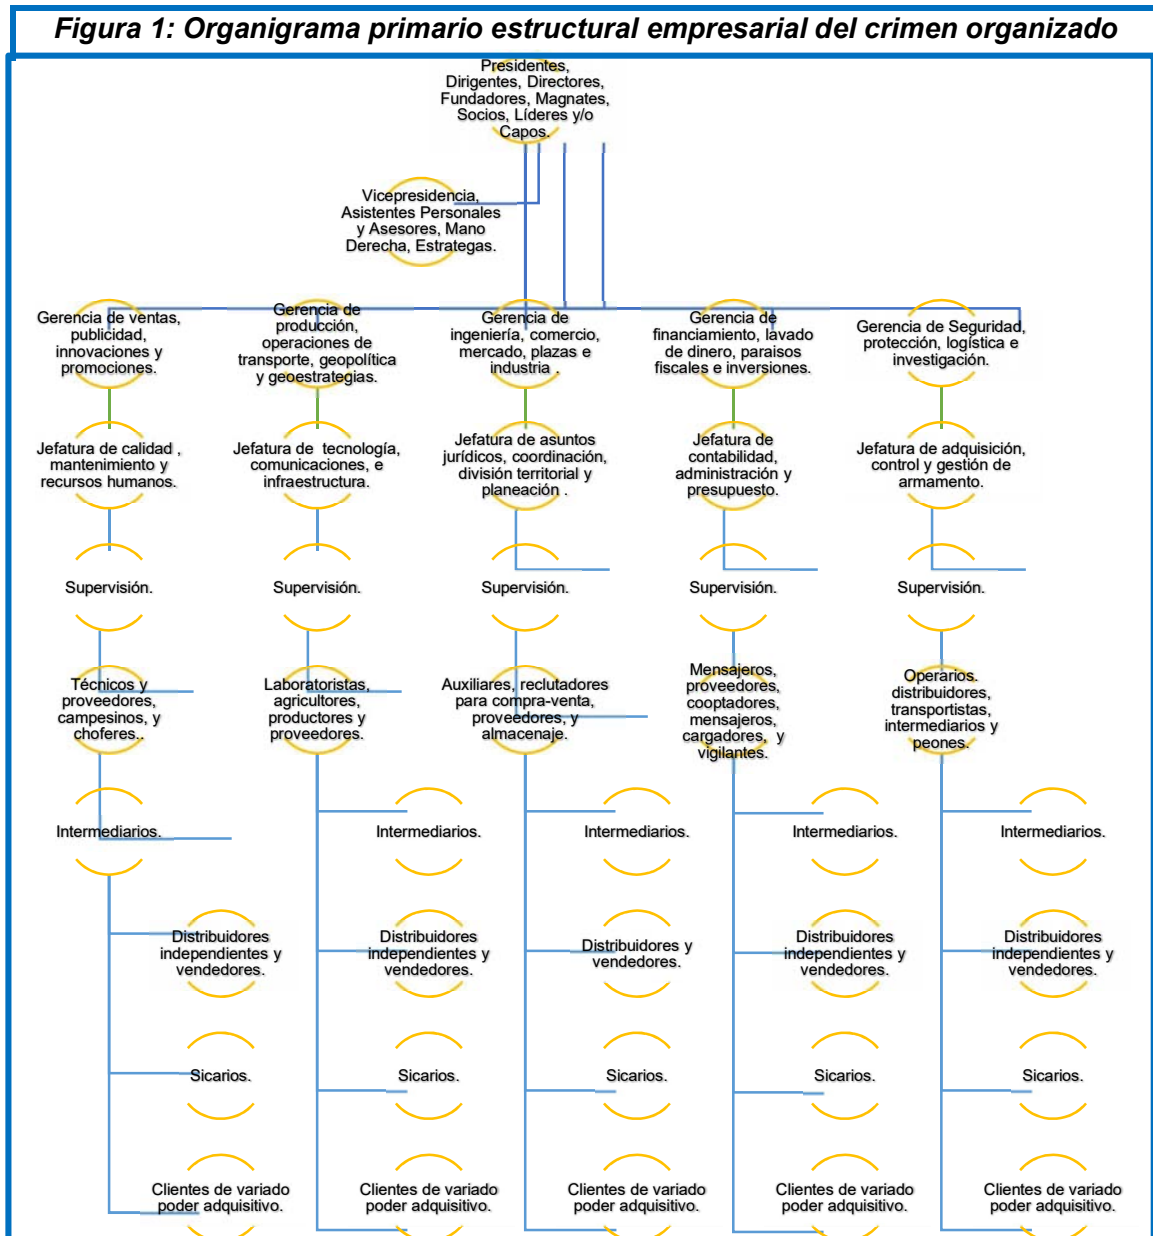 Figura 1: Organigrama primario estructural empresarial del crimen organizado
Presidentes,
Dirigentes, Directores,
Fundadores, Magnates,
Socios, Líderes y/o
Capos.
Vicepresidencia,
Asistentes Personales
y Asesores, Mano
Derecha, Estrategas.
Gerencia de ventas,
publicidad,
innovaciones y
promociones.
Gerencia de
producción,
operaciones de
transporte, geopolítica
y geoestrategias.
Gerencia de
ingeniería, comercio,
mercado, plazas e
industria .
Gerencia de
financiamiento, lavado
de dinero, paraisos
fiscales e inversiones.
Gerencia de Seguridad,
protección, logística e
investigación.
Jefatura de calidad ,
mantenimiento y
recursos humanos.
Jefatura de  tecnología,
comunicaciones, e
infraestructura.
Jefatura de asuntos
jurídicos, coordinación,
división territorial y
planeación .
Jefatura de
contabilidad,
administración y
presupuesto.
Jefatura de adquisición,
control y gestión de
armamento.
Supervisión.
Supervisión.
Supervisión.
Supervisión.
Supervisión.
Técnicos y
proveedores,
campesinos, y
choferes..
Laboratoristas,
agricultores,
productores y
proveedores.
Auxiliares, reclutadores
para compra-venta,
proveedores, y
almacenaje.
Mensajeros,
proveedores,
cooptadores,
mensajeros,
cargadores,  y
vigilantes.
Operarios.
distribuidores,
transportistas,
intermediarios y
peones.
Intermediarios.
Intermediarios.
Intermediarios.
Intermediarios.
Intermediarios.
Distribuidores
independientes y
vendedores.
Distribuidores
independientes y
vendedores.
Distribuidores y
vendedores.
Distribuidores
independientes y
vendedores.
Distribuidores
independientes y
vendedores.
Sicarios.
Sicarios.
Sicarios.
Sicarios.
Sicarios.
Clientes de variado
poder adquisitivo.
Clientes de variado
poder adquisitivo.
Clientes de variado
poder adquisitivo.
Clientes de variado
poder adquisitivo.
Clientes de variado
poder adquisitivo.